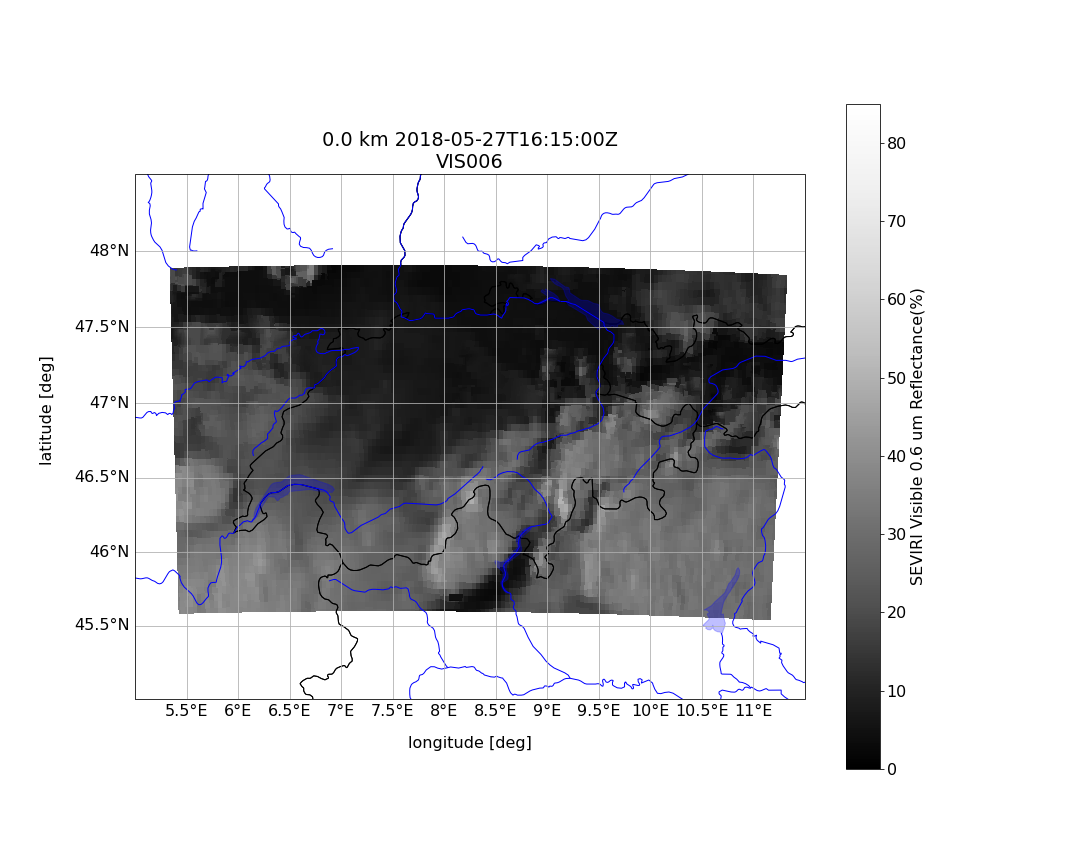 0.0 km 2018-05-27T16:15:00Z
VIS006
48°N
47.5°N
47°N
46.5°N
46°N
45.5°N
latitude [deg]
5.5°E 6°E 6.5°E 7°E 7.5°E 8°E 8.5°E 9°E 9.5°E 10°E 10.5°E 11°E
longitude [deg]
80
70
60
50
40
30
20
10
0
SEVIRI Visible 0.6 um Reflectance(%)